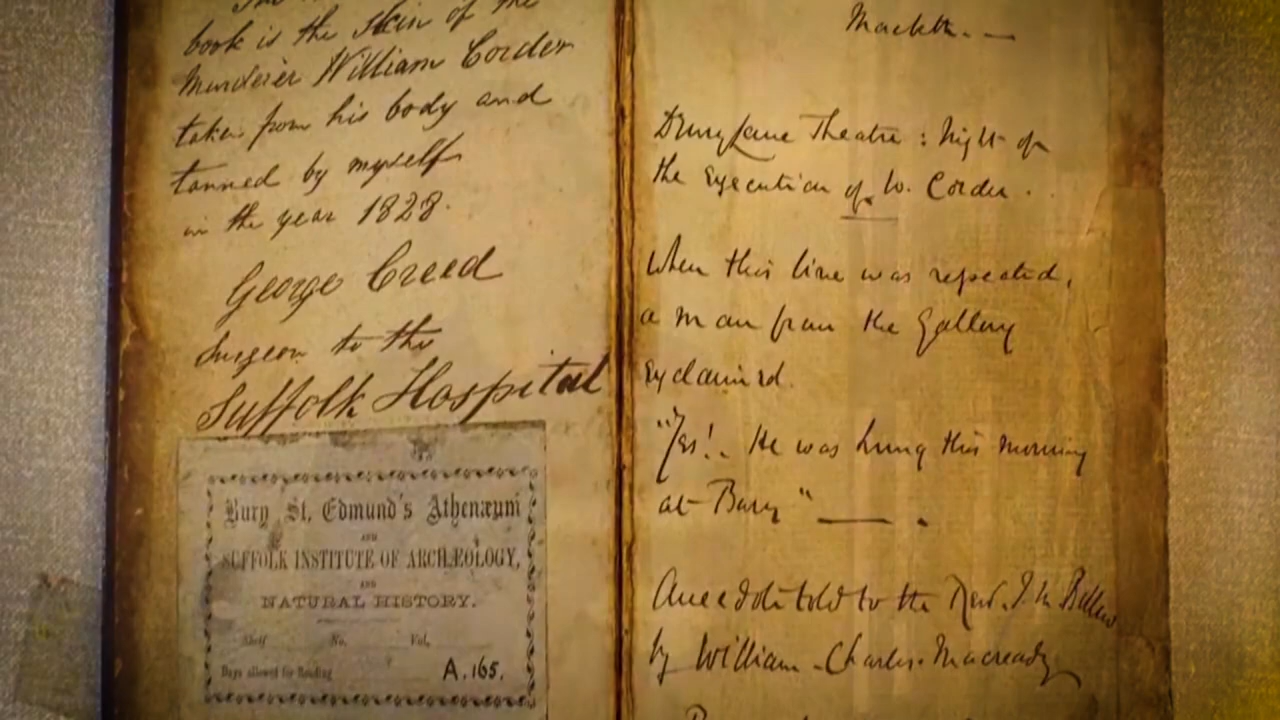 book is the skin of the
Murderer William Corder
taken from his body and
tanned by myself
in the year 1828.
George Creed
Surgeon to the
Suffolk Hospital
Bury St. Edmund's Athenæum
AND
SUFFOLK INSTITUTE OF ARCHÆOLOGY,
AND
NATURAL HISTORY.
Shelf No. Vol,
Days allowed for Reading A.165.
Macbeth. —
Drury Lane Theatre: Night of
the Execution of W. Corder.
When this line was repeated,
a man from the Gallery
Exclaimed.
"Yes!. He was hung this morning
at Bury" — .
Anecdote told to the Revd. J. M. Bellew
by William Charles Macready